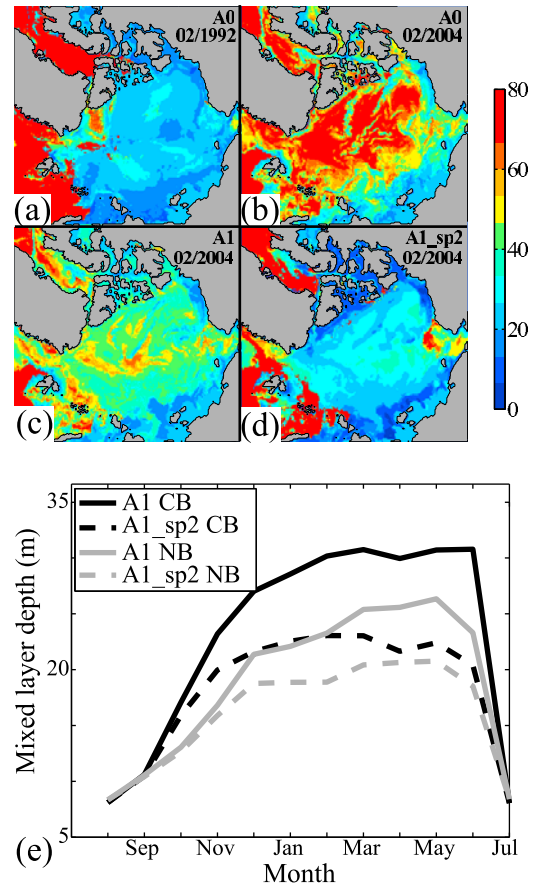 A0
02/1992
(a)
A0
02/2004
(b)
A1
02/2004
(c)
A1_sp2
02/2004
(d)
80
60
40
20
0
Mixed layer depth (m)
35
20
5
A1 CB
A1_sp2 CB
A1 NB
A1_sp2 NB
(e)
Sep Nov Jan Mar May Jul
Month